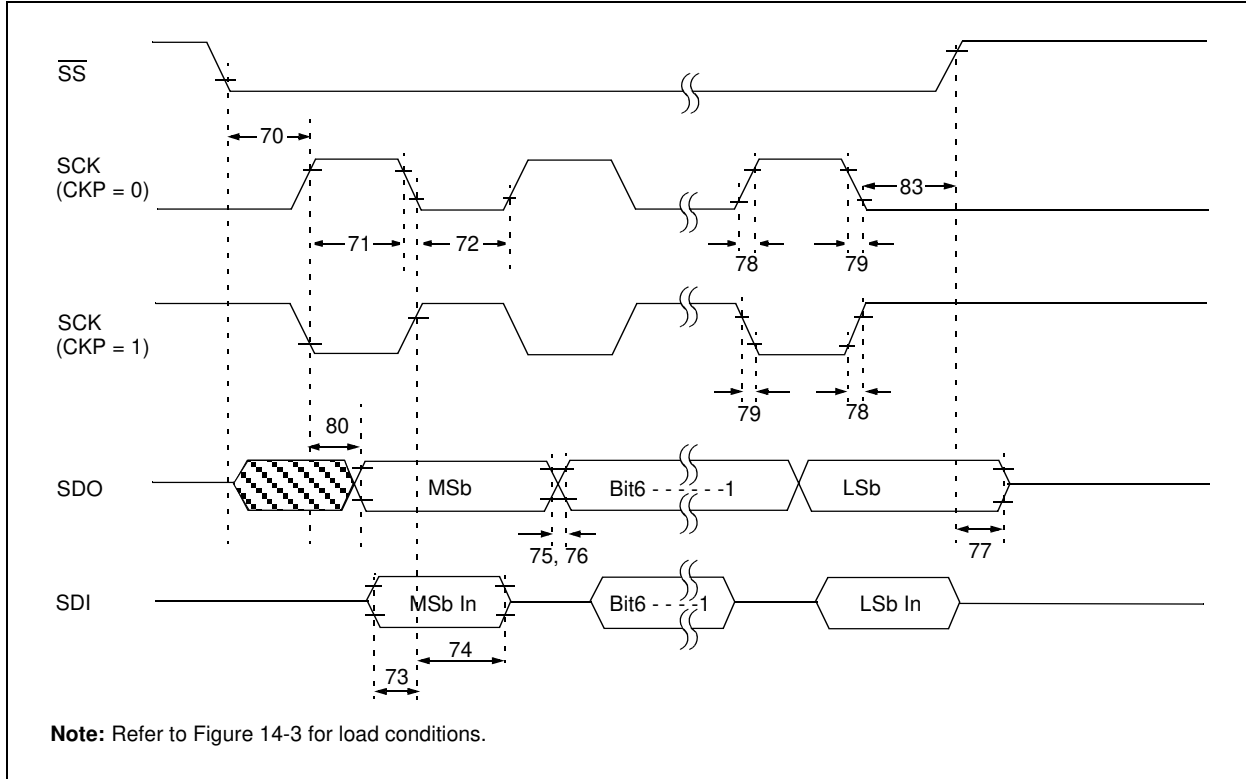 SS
70
SCK
(CKP = 0)
83
71
72
78
79
SCK
(CKP = 1)
79
78
80
SDO
MSb
Bit6 - - - - - -1
LSb
75, 76
77
SDI
MSb In
Bit6 - - - -1
LSb In
74
73
Note: Refer to Figure 14-3 for load conditions.